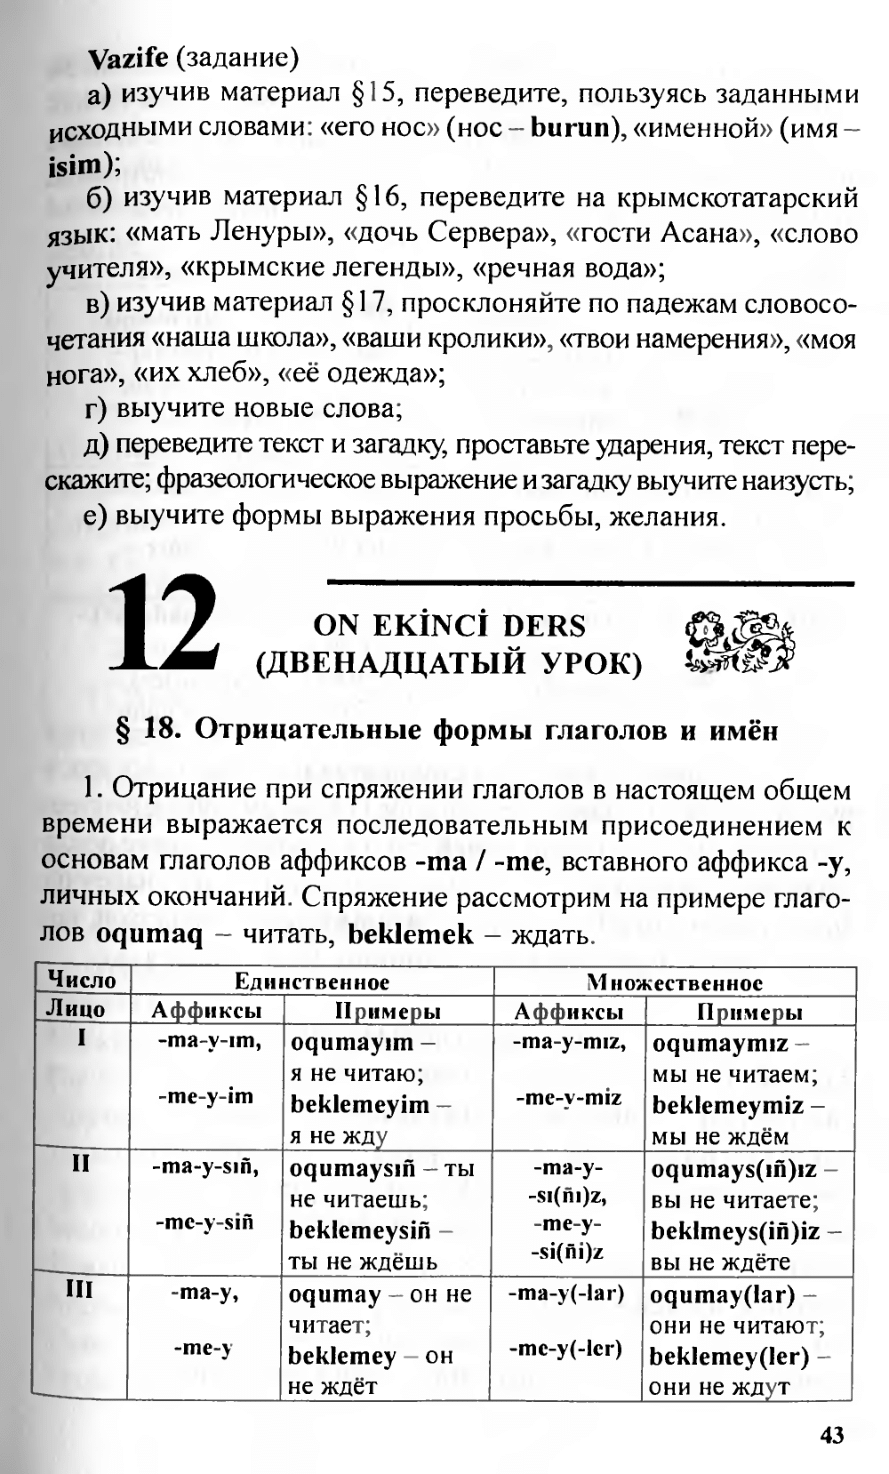 Vazife (задание)
а) изучив материал §15, переведите, пользуясь заданными
исходными словами: «его нос» (нос – burun), «именной» (имя –
isim);
б) изучив материал §16, переведите на крымскотатарский
язык: «мать Ленуры», «дочь Сервера», «гости Асана», «слово
учителя», «крымские легенды», «речная вода»;
в) изучив материал §17, просклоняйте по падежам словосо-
четания «наша школа», «ваши кролики», «твои намерения», «моя
нога», «их хлеб», «её одежда»;
г) выучите новые слова;
д) переведите текст и загадку, проставьте ударения, текст пере-
скажите; фразеологическое выражение и загадку выучите наизусть;
е) выучите формы выражения просьбы, желания.
12
ON EKİNCİ DERS
(ДВЕНАДЦАТЫЙ УРОК)
§ 18. Отрицательные формы глаголов и имён
1. Отрицание при спряжении глаголов в настоящем общем
времени выражается последовательным присоединением к
основам глаголов аффиксов -ma / -me, вставного аффикса -y,
личных окончаний. Спряжение рассмотрим на примере глаго-
лов oqumaq – читать, beklemek – ждать.
Число Единственное Множественное
Лицо Аффиксы Примеры Аффиксы Примеры
I -ma-y-ım, oqumayım – -ma-y-mız, oqumaymız –
я не читаю; мы не читаем;
-me-y-im beklemeyim – -me-y-miz beklemeymiz –
я не жду мы не ждём
II -ma-y-sıñ, oqumaysıñ – ты -ma-y- oqumays(ıñ)ız –
не читаешь; -sı(ñı)z, вы не читаете;
-me-y-siñ beklemeysiñ – -me-y- beklmeys(iñ)iz –
ты не ждёшь -si(ñi)z вы не ждёте
III -ma-y, oqumay – он не -ma-y(-lar) oqumay(lar) –
читает; они не читают;
-me-y beklemey – он -me-y(-ler) beklemey(ler) –
не ждёт они не ждут
43